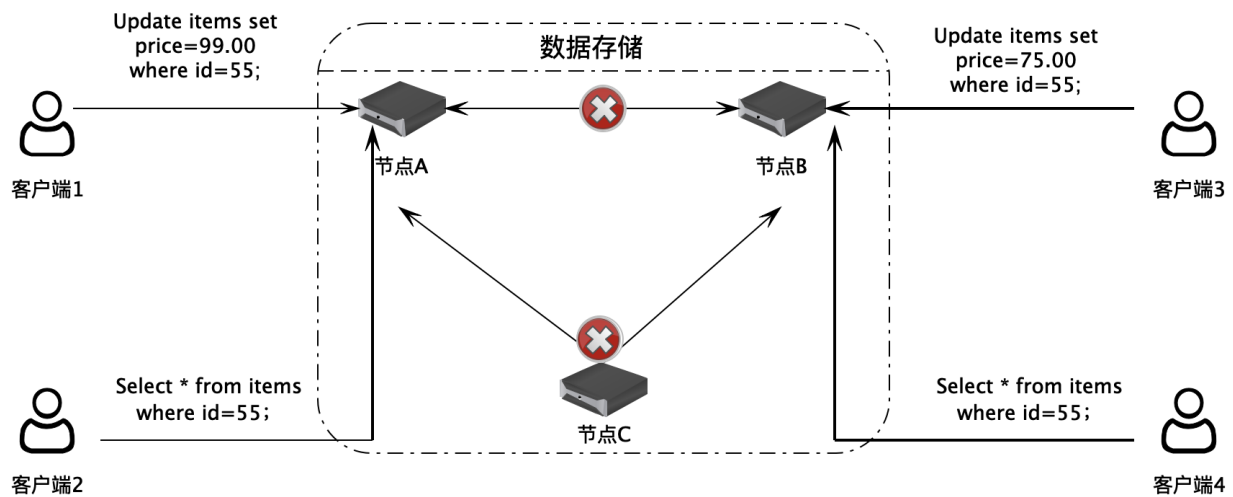 Update items set
price=99.00
where id=55;
数据存储
Update items set
price=75.00
where id=55;
客户端1
节点A
节点B
客户端3
Select * from items
where id=55；
节点C
Select * from items
where id=55；
客户端2
客户端4